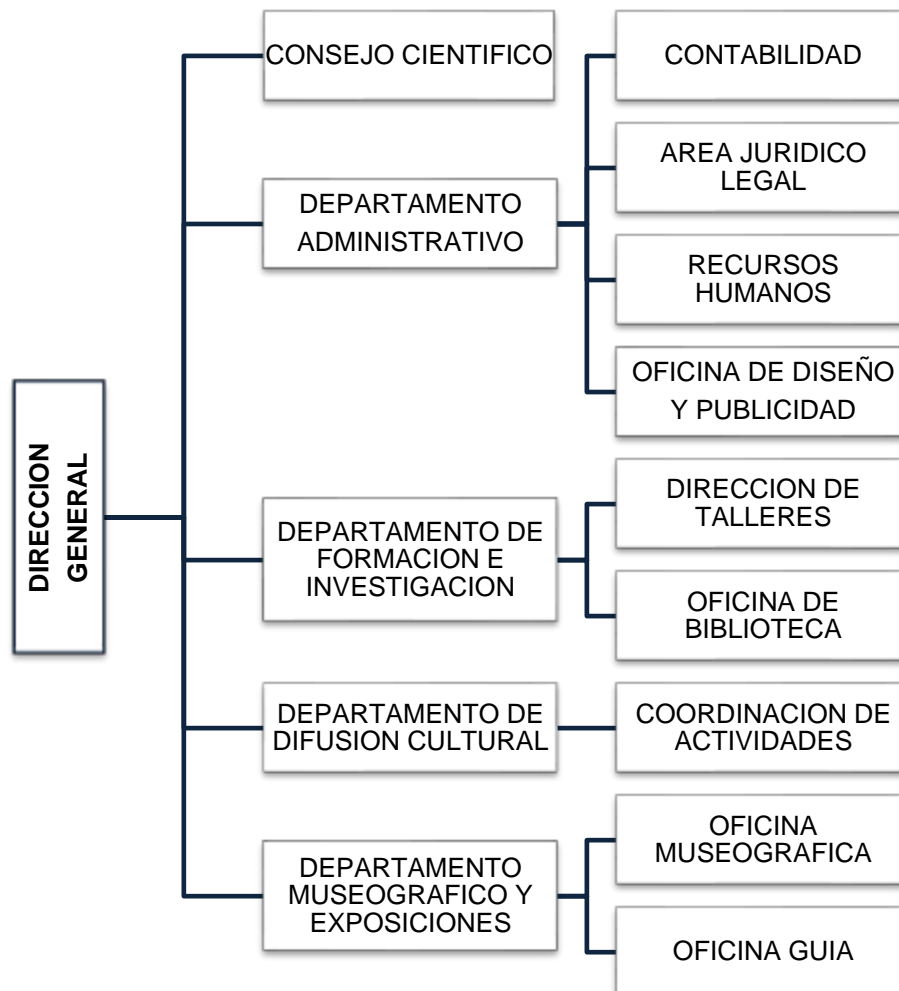 DIRECCION
GENERAL
CONSEJO CIENTIFICO
DEPARTAMENTO
ADMINISTRATIVO
CONTABILIDAD
AREA JURIDICO
LEGAL
RECURSOS
HUMANOS
OFICINA DE DISEÑO
Y PUBLICIDAD
DEPARTAMENTO DE
FORMACION E
INVESTIGACION
DIRECCION DE
TALLERES
OFICINA DE
BIBLIOTECA
DEPARTAMENTO DE
DIFUSION CULTURAL
COORDINACION DE
ACTIVIDADES
DEPARTAMENTO
MUSEOGRAFICO Y
EXPOSICIONES
OFICINA
MUSEOGRAFICA
OFICINA GUIA